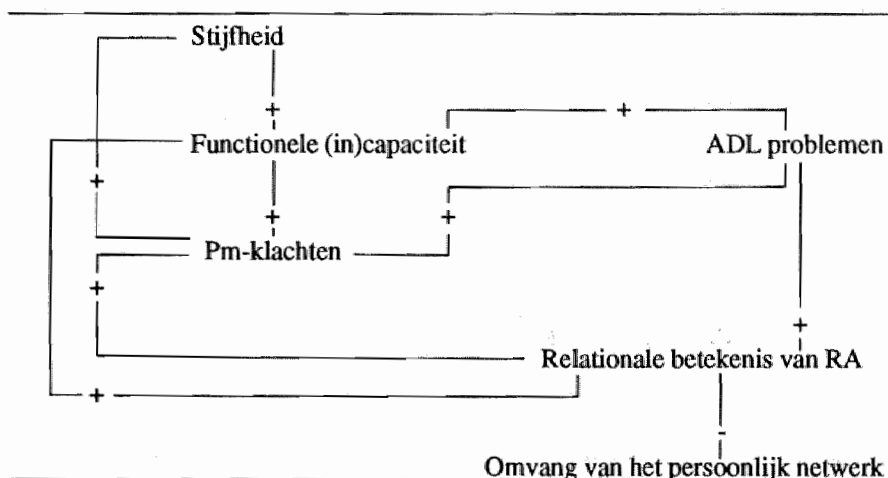 Stijfheid
+
+
Functionele (in)capaciteit
ADL problemen
+
+
+
Pm-klachten
+
+
Relationale betekenis van RA
+
-
Omvang van het persoonlijk netwerk